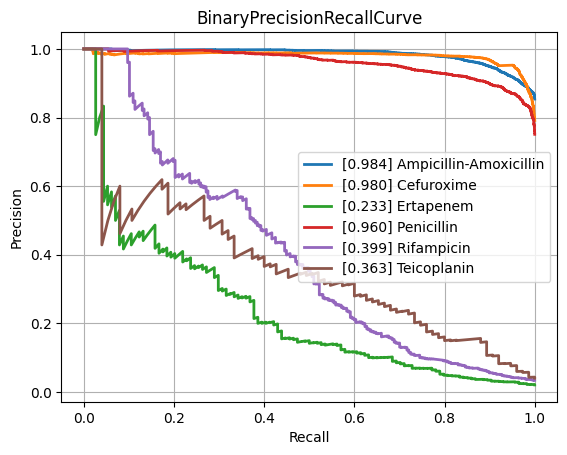 BinaryPrecisionRecallCurve
Precision
1.0
0.8
0.6
0.4
0.2
0.0
[0.984] Ampicillin-Amoxicillin
[0.980] Cefuroxime
[0.233] Ertapenem
[0.960] Penicillin
[0.399] Rifampicin
[0.363] Teicoplanin
0.0 0.2 0.4 0.6 0.8 1.0
Recall